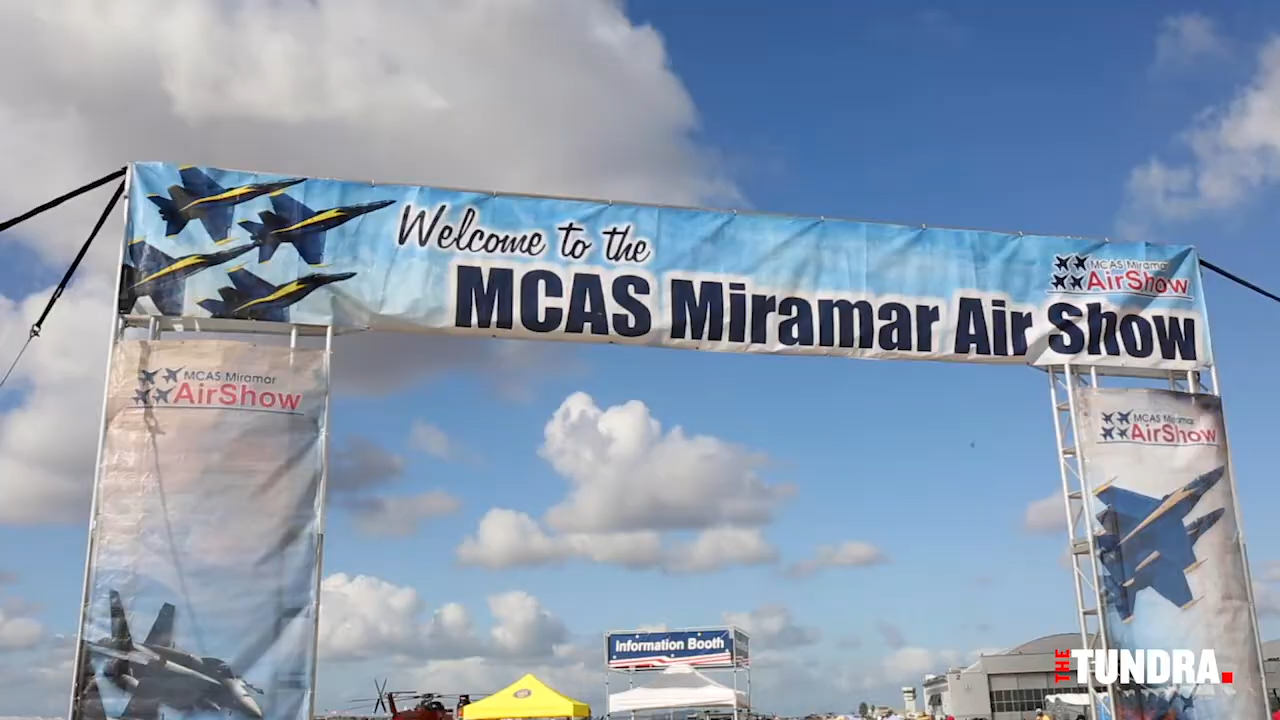 Welcome to the
MCAS Miramar Air Show
MCAS Miramar
AirShow
MCAS Miramar
AirShow
MCAS Miramar
AirShow
Information Booth
THE TUNDRA.